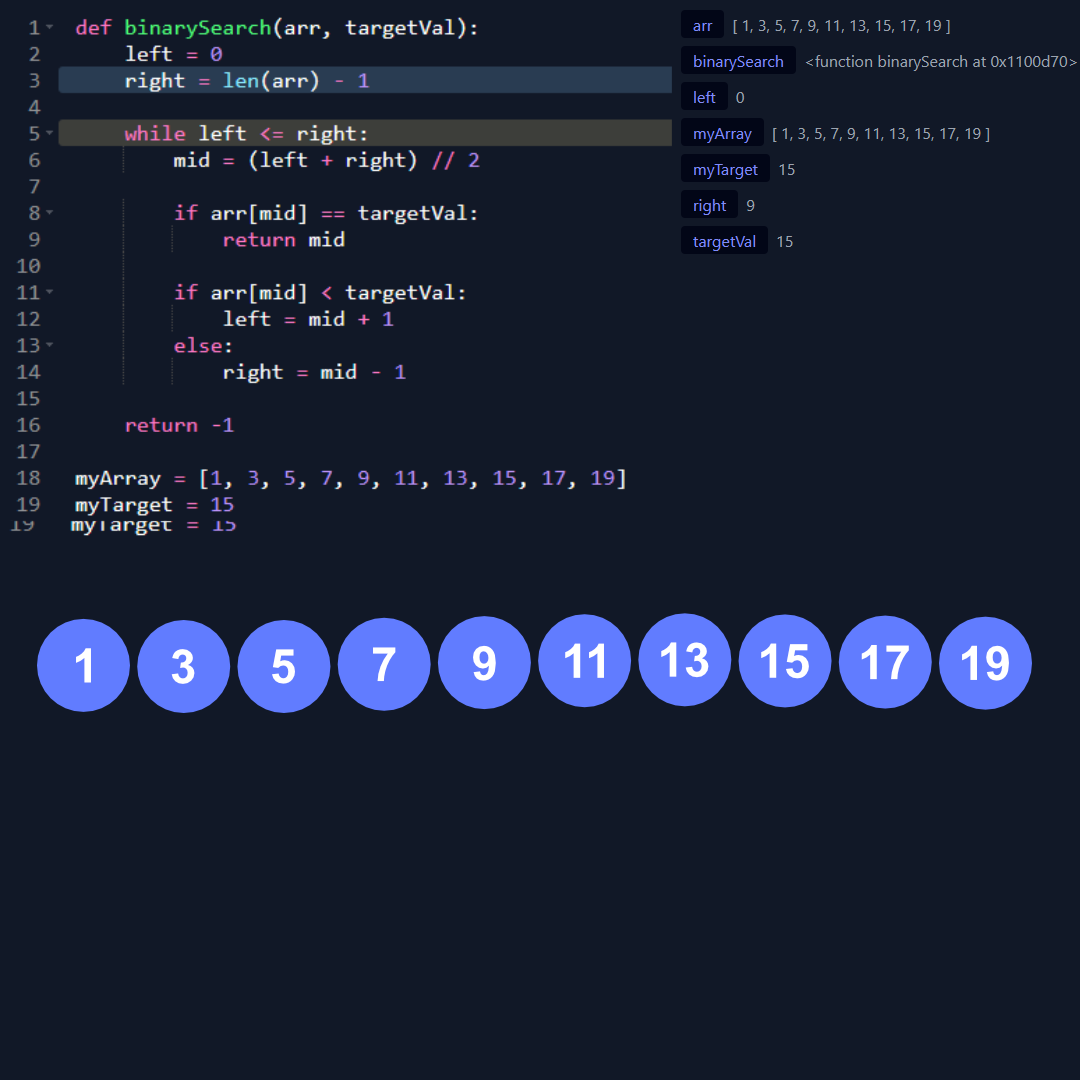 1 def binarySearch(arr, targetVal):
2     left = 0
3     right = len(arr) - 1
4
5     while left <= right:
6         mid = (left + right) // 2
7
8         if arr[mid] == targetVal:
9             return mid
10
11         if arr[mid] < targetVal:
12             left = mid + 1
13         else:
14             right = mid - 1
15
16     return -1
17
18 myArray = [1, 3, 5, 7, 9, 11, 13, 15, 17, 19]
19 myTarget = 15
19 myTarget = 15
arr [ 1, 3, 5, 7, 9, 11, 13, 15, 17, 19 ]
binarySearch <function binarySearch at 0x1100d70>
left 0
myArray [ 1, 3, 5, 7, 9, 11, 13, 15, 17, 19 ]
myTarget 15
right 9
targetVal 15
1 3 5 7 9 11 13 15 17 19